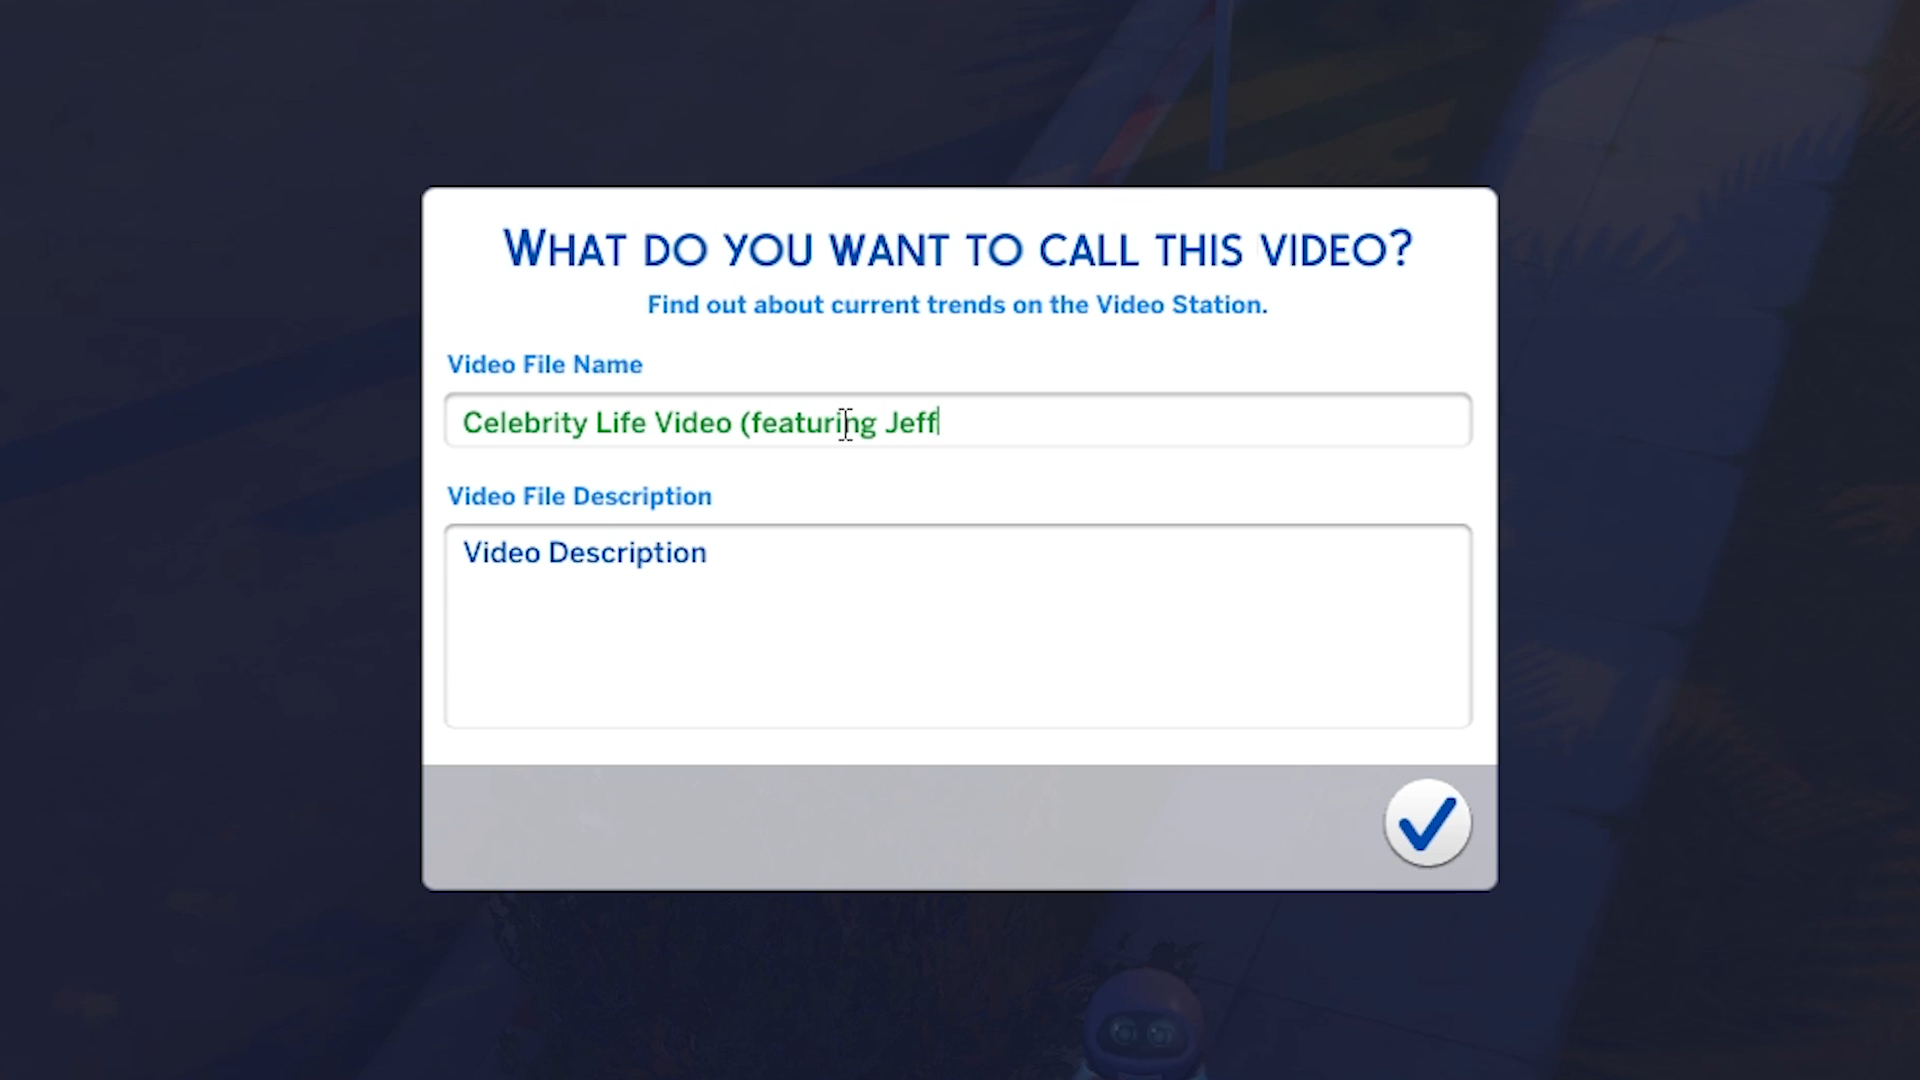 WHAT DO YOU WANT TO CALL THIS VIDEO?
Find out about current trends on the Video Station.
Video File Name
Celebrity Life Video (featuring Jeff
Video File Description
Video Description